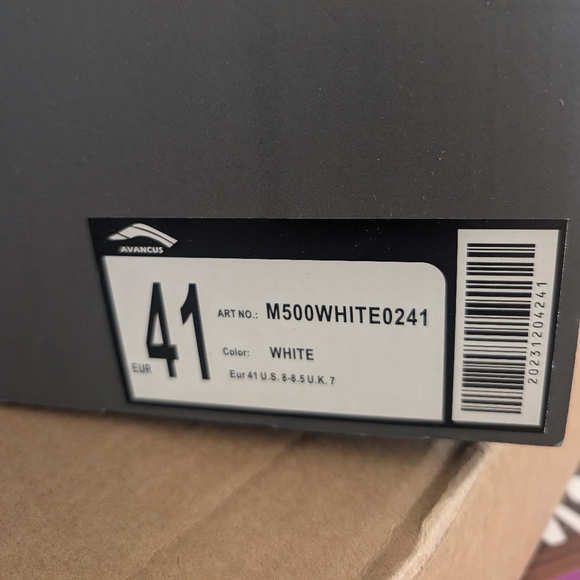 AVANCUS
EUR 41
ART NO.: M500WHITE0241
Color: WHITE
Eur 41 U.S. 8-8.5 U.K. 7
20231204241